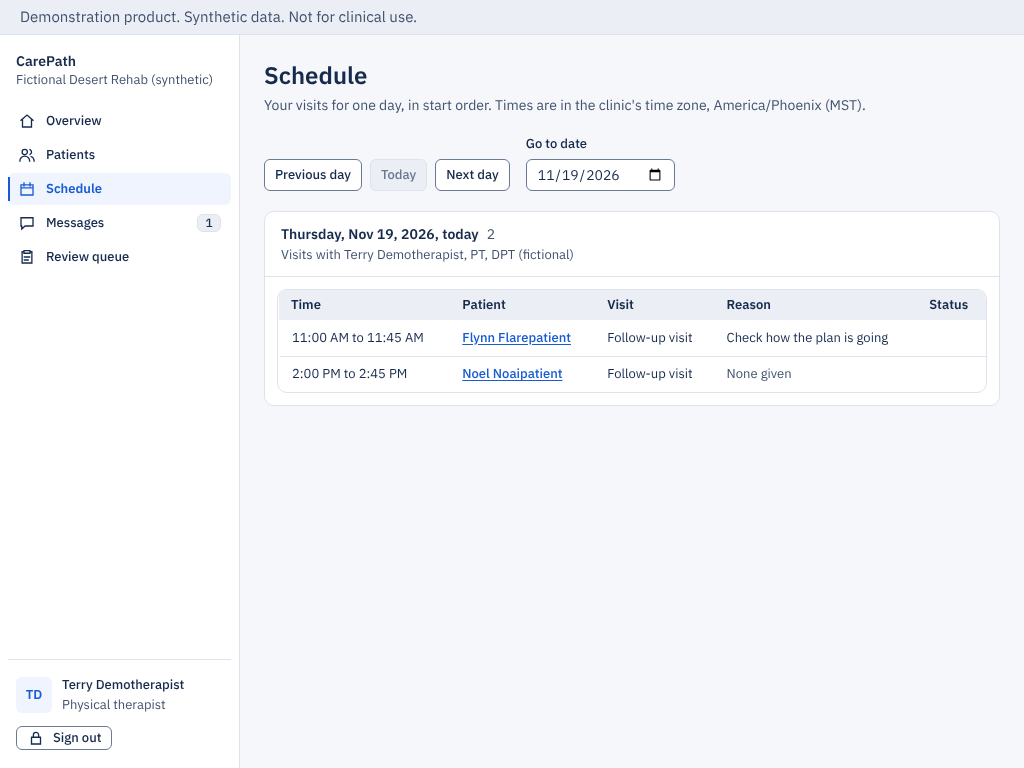 Demonstration product. Synthetic data. Not for clinical use.
CarePath
Fictional Desert Rehab (synthetic)
Overview
Patients
Schedule
Messages 1
Review queue
Terry Demotherapist
TD
Physical therapist
Sign out
Schedule
Your visits for one day, in start order. Times are in the clinic's time zone, America/Phoenix (MST).
Go to date
Previous day Today Next day 11/19/2026
Thursday, Nov 19, 2026, today 2
Visits with Terry Demotherapist, PT, DPT (fictional)
Time Patient Visit Reason Status
11:00 AM to 11:45 AM Flynn Flarepatient Follow-up visit Check how the plan is going
2:00 PM to 2:45 PM Noel Noaipatient Follow-up visit None given